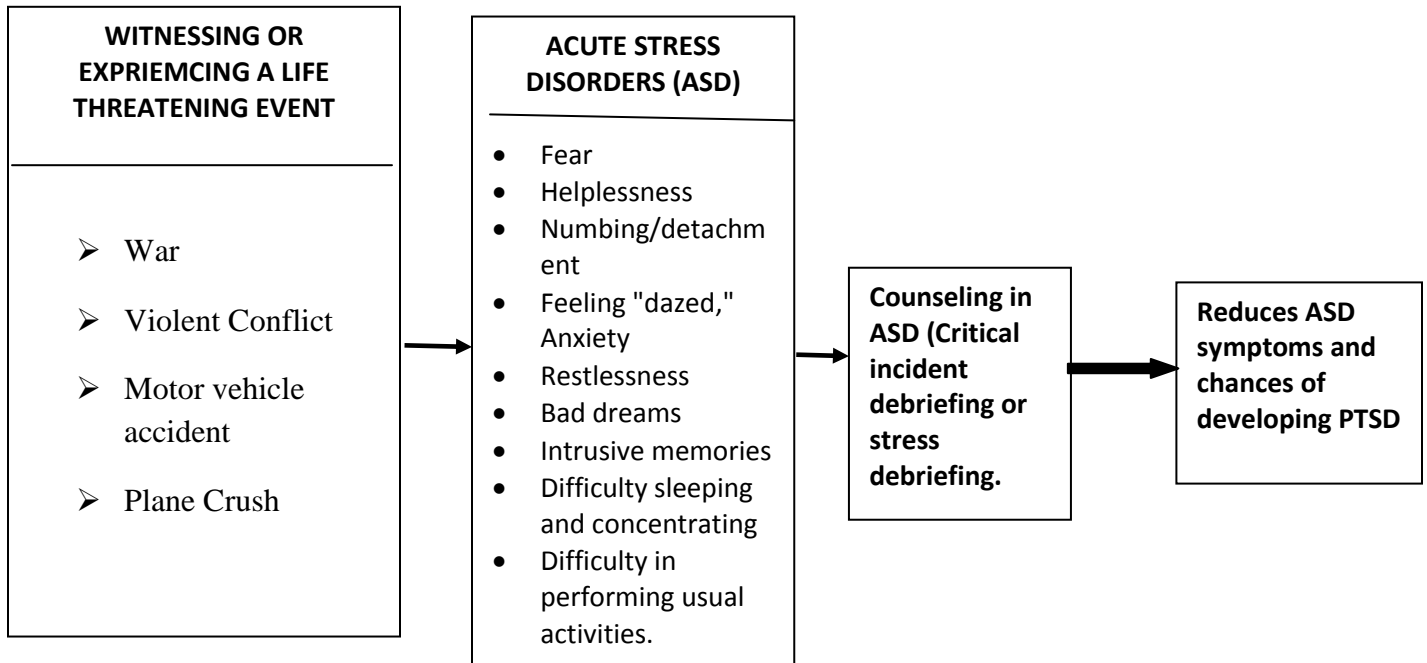 WITNESSING OR
EXPRIEMCING A LIFE
THREATENING EVENT
➢ War
➢ Violent Conflict
➢ Motor vehicle
accident
➢ Plane Crush
ACUTE STRESS
DISORDERS (ASD)
• Fear
• Helplessness
• Numbing/detachm
ent
• Feeling "dazed,"
Anxiety
• Restlessness
• Bad dreams
• Intrusive memories
• Difficulty sleeping
and concentrating
• Difficulty in
performing usual
activities.
Counseling in
ASD (Critical
incident
debriefing or
stress
debriefing.
Reduces ASD
symptoms and
chances of
developing PTSD